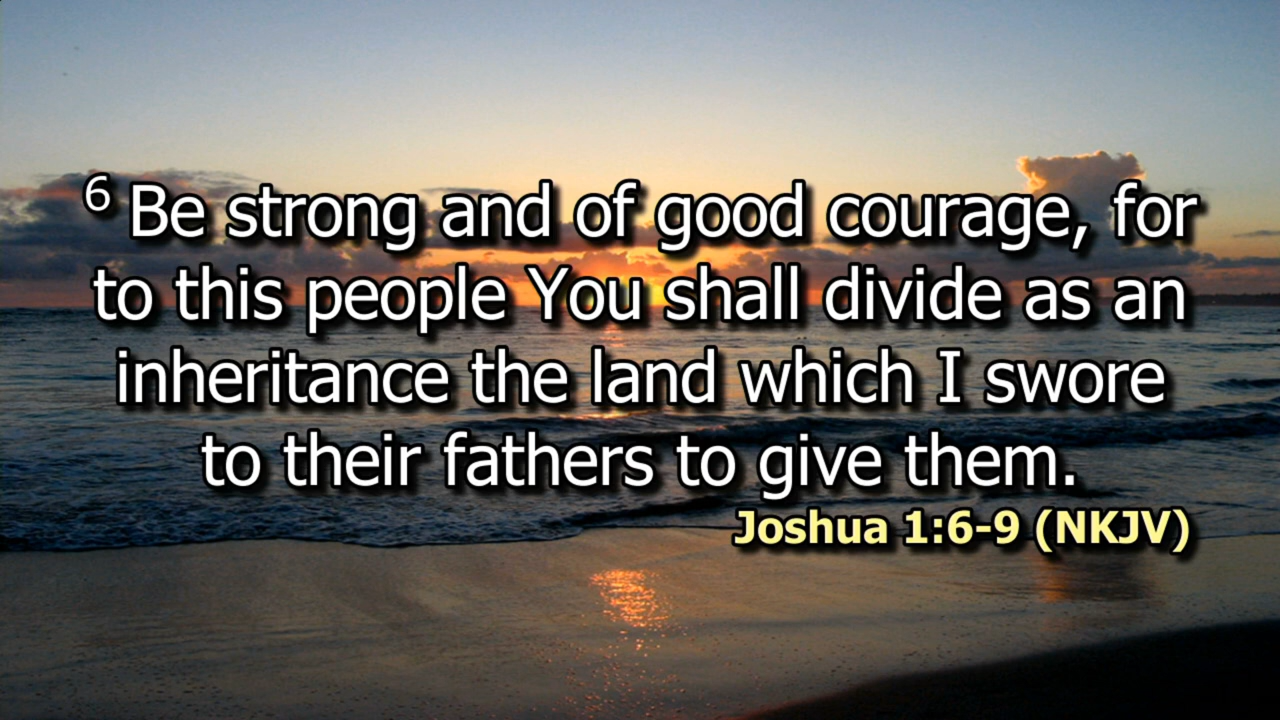 6 Be strong and of good courage, for
to this people You shall divide as an
inheritance the land which I swore
to their fathers to give them.
Joshua 1:6-9 (NKJV)